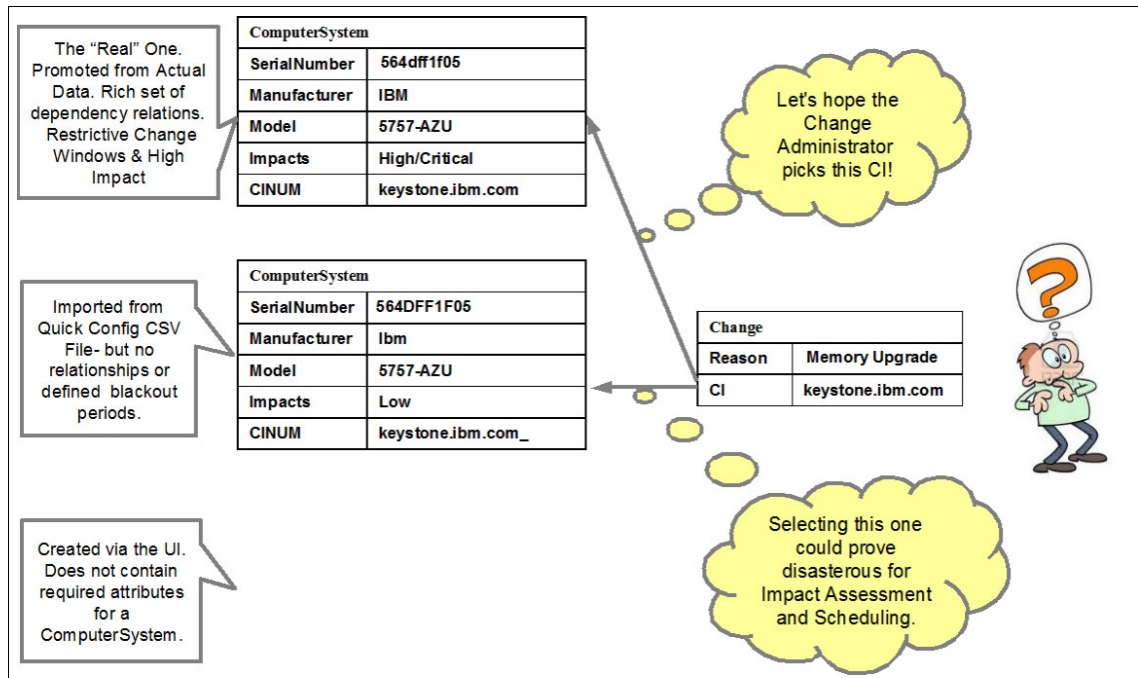 The “Real” One.
Promoted from Actual
Data. Rich set of
dependency relations.
Restrictive Change
Windows & High
Impact
ComputerSystem
SerialNumber 564dff1f05
Manufacturer IBM
Model 5757-AZU
Impacts High/Critical
CINUM keystone.ibm.com
Let's hope the
Change
Administrator
picks this CI!
Imported from
Quick Config CSV
File- but no
relationships or
defined blackout
periods.
ComputerSystem
SerialNumber 564DFF1F05
Manufacturer Ibm
Model 5757-AZU
Impacts Low
CINUM keystone.ibm.com_
Change
Reason Memory Upgrade
CI keystone.ibm.com
?
Created via the UI.
Does not contain
required attributes
for a
ComputerSystem.
Selecting this one
could prove
disasterous for
Impact Assessment
and Scheduling.